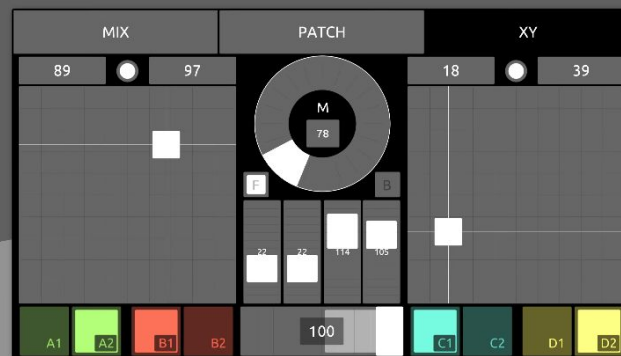 MIX PATCH XY
89 97 18 39
M
78
F B
22 22 114 105
100
A1 A2 B1 B2 C1 C2 D1 D2